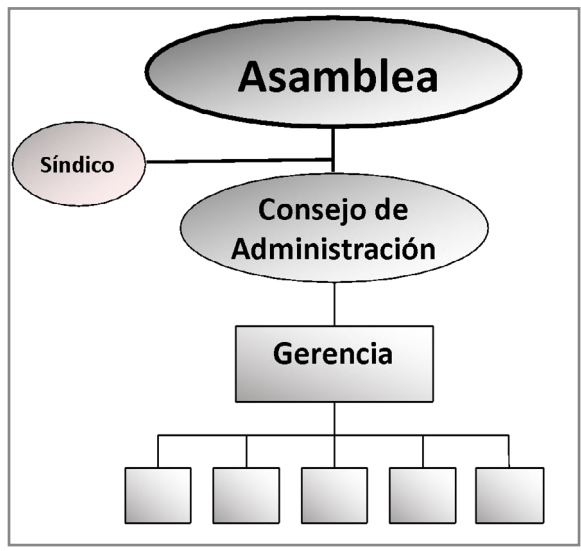 Asamblea
Síndico
Consejo de
Administración
Gerencia